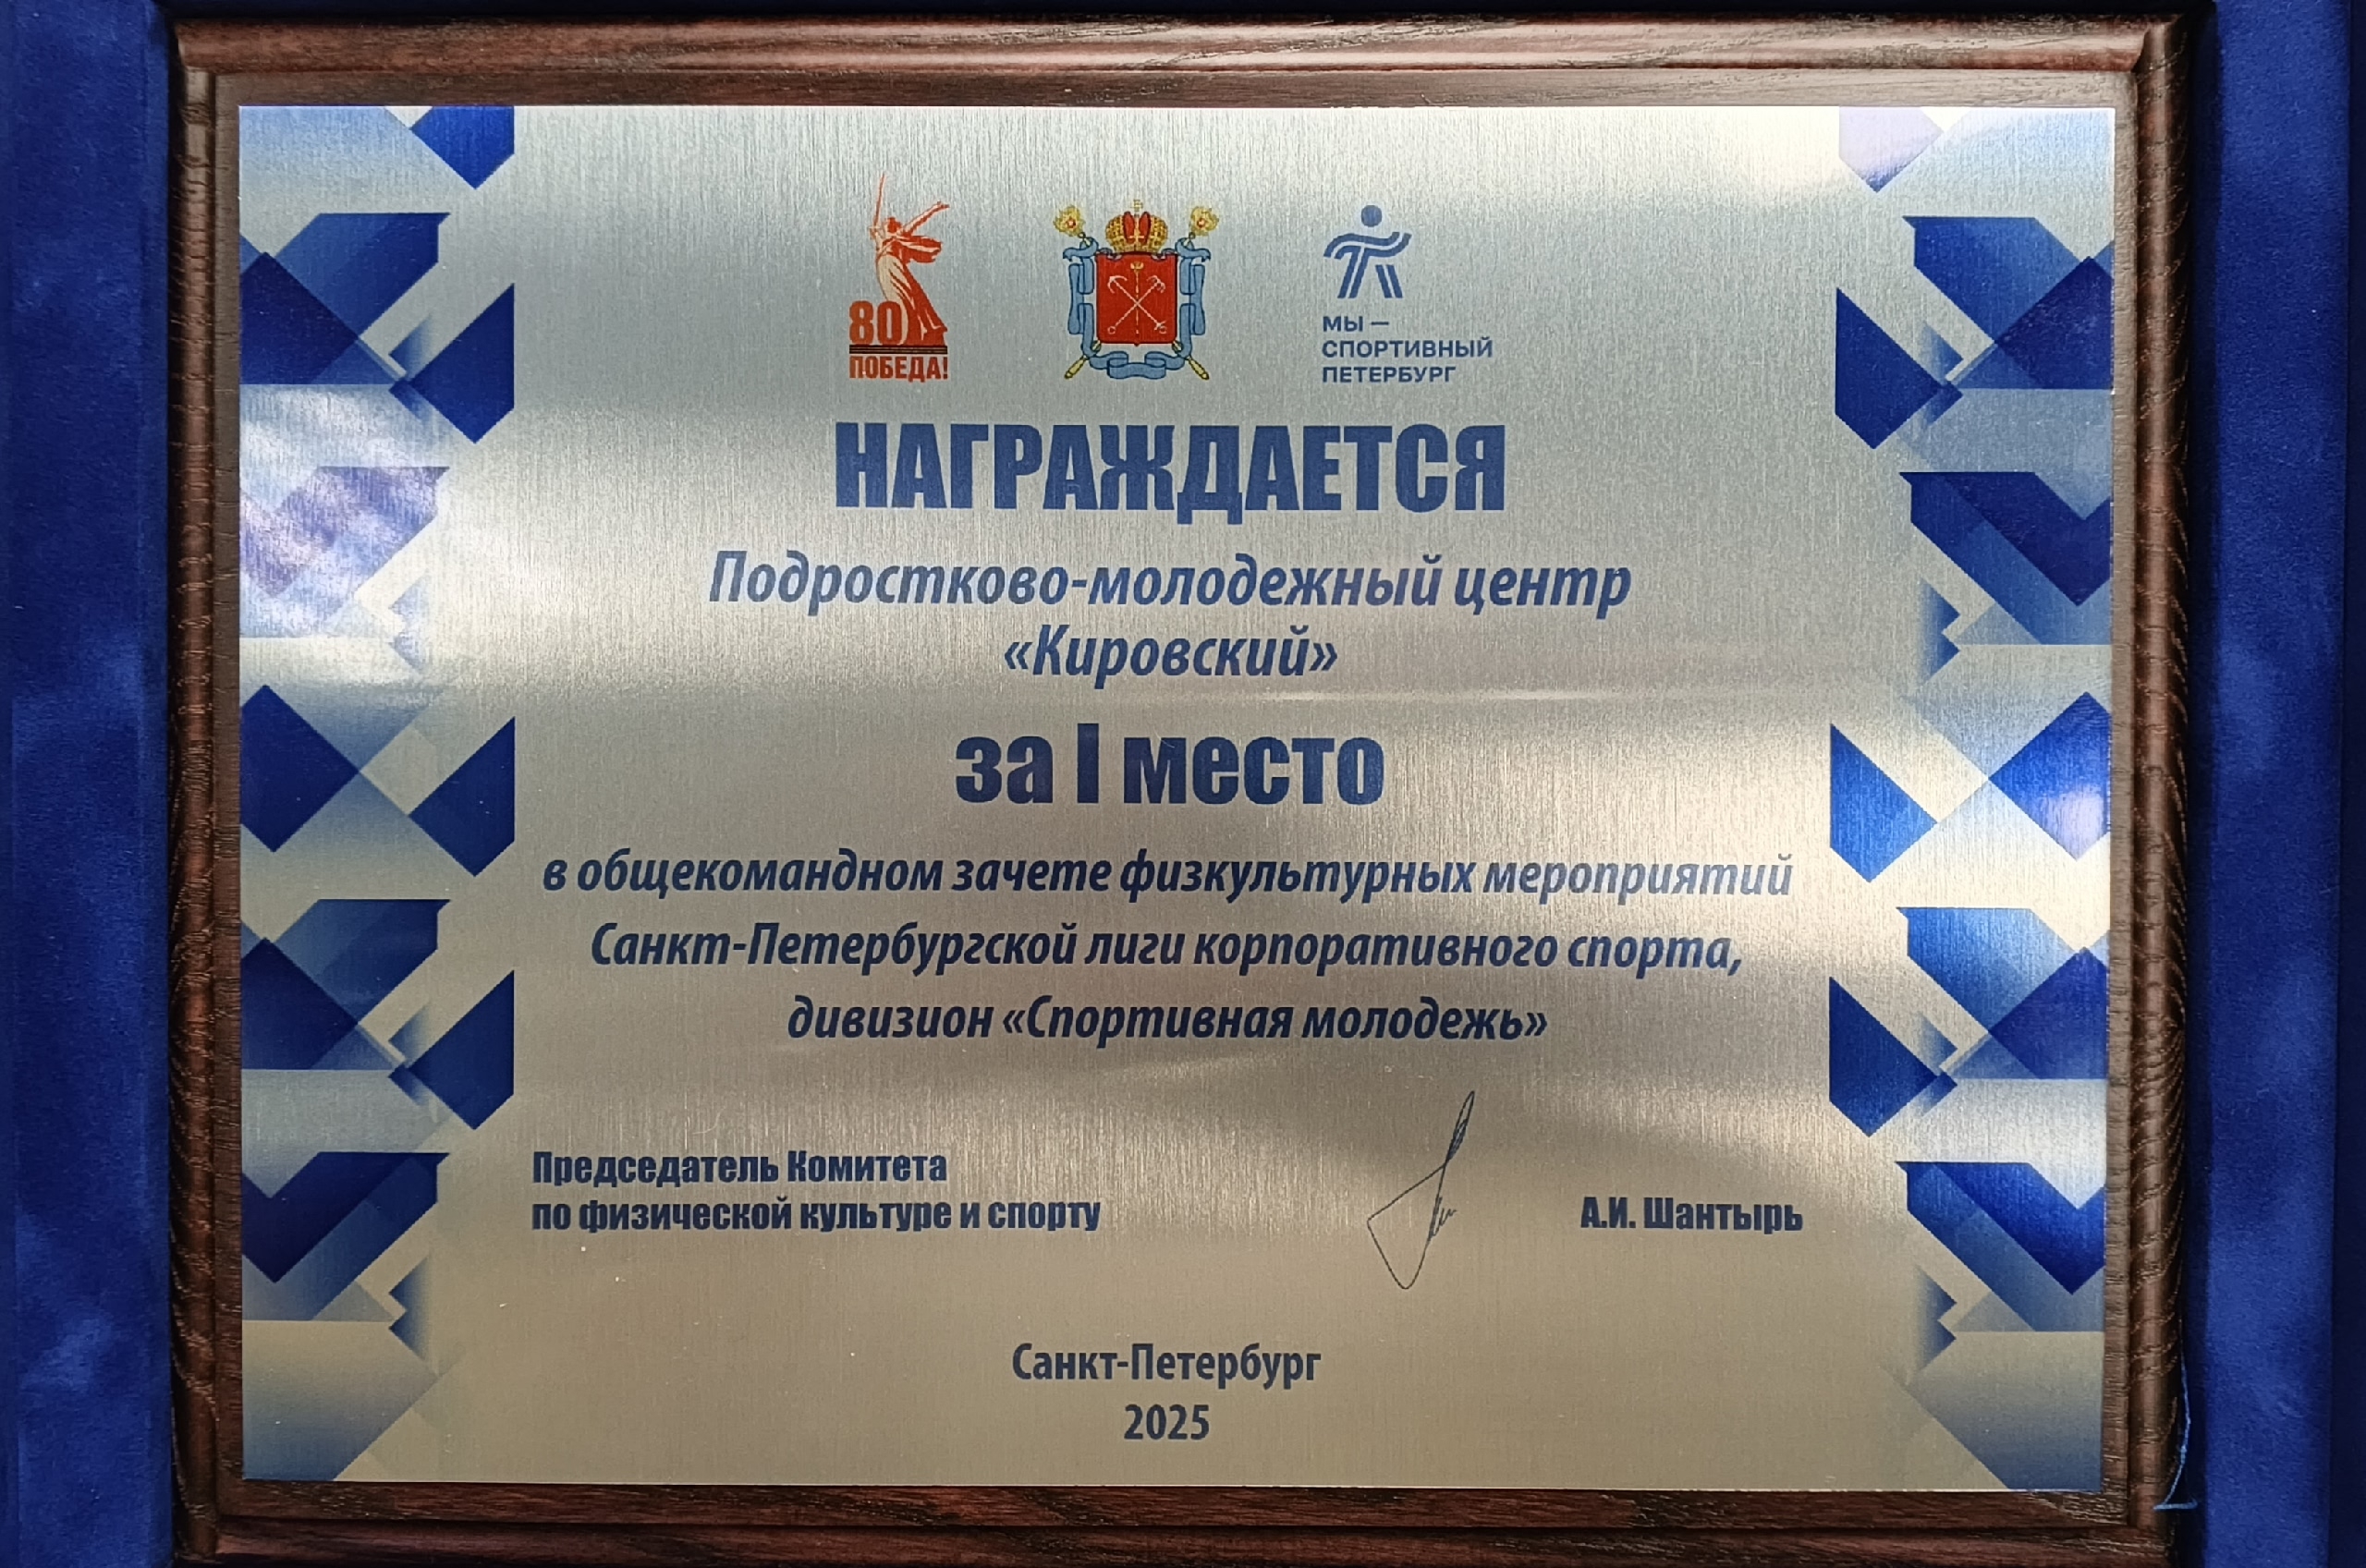 80
ПОБЕДА!
МЫ —
СПОРТИВНЫЙ
ПЕТЕРБУРГ
НАГРАЖДАЕТСЯ
Подростково-молодежный центр
«Кировский»
за I место
в общекомандном зачете физкультурных мероприятий
Санкт-Петербургской лиги корпоративного спорта,
дивизион «Спортивная молодежь»
Председатель Комитета
по физической культуре и спорту
А.И. Шантырь
Санкт-Петербург
2025